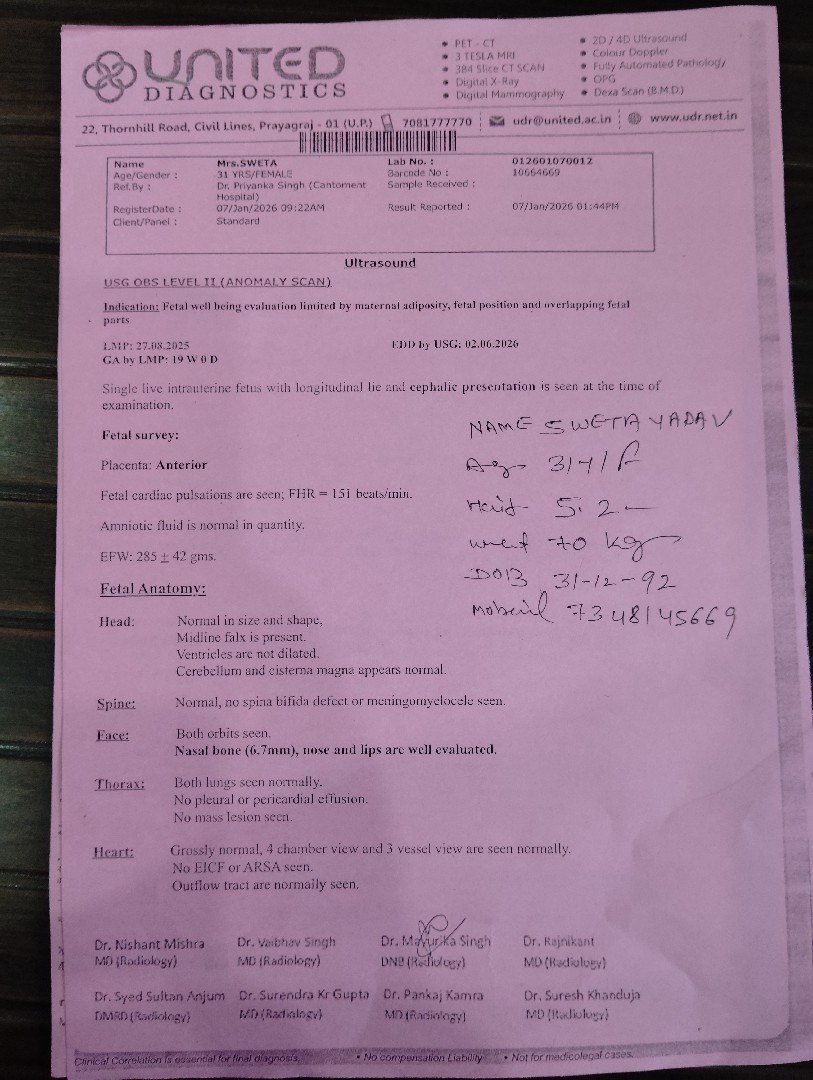 UNITED
DIAGNOSTICS
• PET - CT
• 3 TESLA MRI
• 384 Slice CT SCAN
• Digital X-Ray
• Digital Mammography
• 2D / 4D Ultrasound
• Colour Doppler
• Fully Automated Pathology
• OPG
• Dexa Scan (B.M.D.)
22, Thornhill Road, Civil Lines, Prayagraj - 01 (U.P.) 7081777770 udr@united.ac.in www.udr.net.in
Name Mrs.SWETA Lab No. : 012601070012
Age/Gender : 31 YRS/FEMALE Barcode No : 10664669
Ref.By : Dr. Priyanka Singh (Cantoment Sample Received :
Hospital)
RegisterDate : 07/Jan/2026 09:22AM Result Reported : 07/Jan/2026 01:44PM
Client/Panel : Standard
Ultrasound
USG OBS LEVEL II (ANOMALY SCAN)
Indication: Fetal well being evaluation limited by maternal adiposity, fetal position and overlapping fetal
parts
LMP: 27.08.2025 EDD by USG: 02.06.2026
GA by LMP: 19 W 0 D
Single live intrauterine fetus with longitudinal lie and cephalic presentation is seen at the time of
examination.
Fetal survey:
Placenta: Anterior
Fetal cardiac pulsations are seen; FHR = 151 beats/min.
Amniotic fluid is normal in quantity.
EFW: 285 ± 42 gms.
NAME SWETA YADAV
31 / F
5.2
70 kg
DOB 31-12-92
7348145669
Fetal Anatomy:
Head: Normal in size and shape,
Midline falx is present.
Ventricles are not dilated.
Cerebellum and cisterna magna appears normal.
Spine: Normal, no spina bifida defect or meningomyelocele seen.
Face: Both orbits seen.
Nasal bone (6.7mm), nose and lips are well evaluated.
Thorax: Both lungs seen normally.
No pleural or pericardial effusion.
No mass lesion seen.
Heart: Grossly normal, 4 chamber view and 3 vessel view are seen normally.
No EICF or ARSA seen.
Outflow tract are normally seen.
Dr. Nishant Mishra Dr. Vaibhav Singh Dr. Mayurika Singh Dr. Rajnikant
MD (Radiology) MD (Radiology) DNB (Radiology) MD (Radiology)
Dr. Syed Sultan Anjum Dr. Surendra Kr Gupta Dr. Pankaj Kamra Dr. Suresh Khanduja
DMRD (Radiology) MD (Radiology) MD (Radiology) MD (Radiology)
Clinical Correlation is essential for final diagnosis. • No compensation Liability • Not for medicolegal cases.